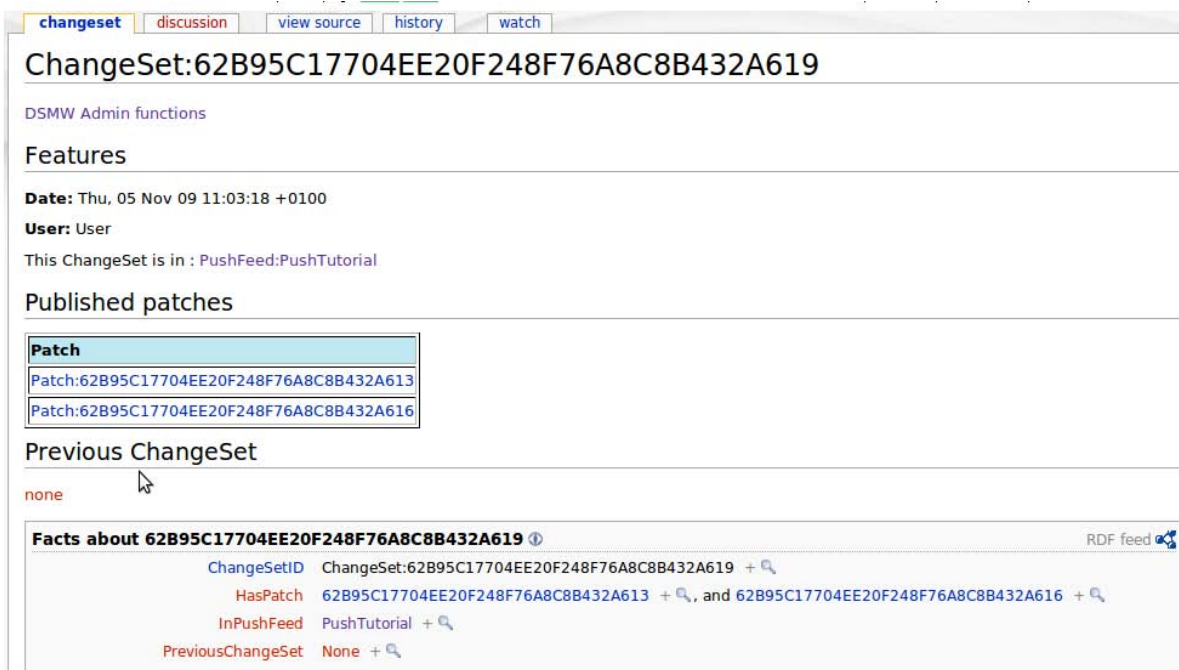 changeset discussion view source history watch
ChangeSet:62B95C17704EE20F248F76A8C8B432A619
DSMW Admin functions
Features
Date: Thu, 05 Nov 09 11:03:18 +0100
User: User
This ChangeSet is in : PushFeed:PushTutorial
Published patches
Patch
Patch:62B95C17704EE20F248F76A8C8B432A613
Patch:62B95C17704EE20F248F76A8C8B432A616
Previous ChangeSet
none
Facts about 62B95C17704EE20F248F76A8C8B432A619 RDF feed
ChangeSetID ChangeSet:62B95C17704EE20F248F76A8C8B432A619 +
HasPatch 62B95C17704EE20F248F76A8C8B432A613 + , and 62B95C17704EE20F248F76A8C8B432A616 +
InPushFeed PushTutorial +
PreviousChangeSet None +